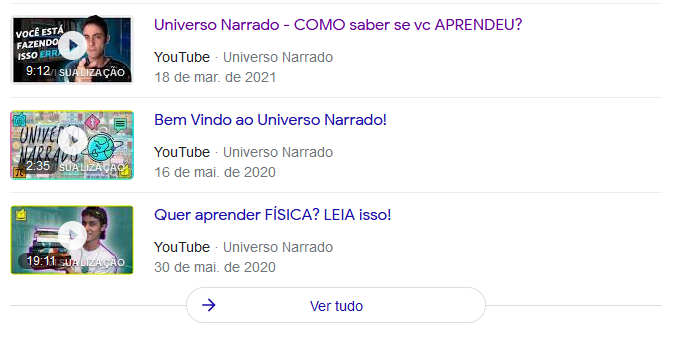 VOCÊ ESTÁ
FAZENDO
ISSO ERRA
9:12
SUALIZAÇÃO
Universo Narrado - COMO saber se vc APRENDEU?
YouTube · Universo Narrado
18 de mar. de 2021
UNIVERSO
NARRADO
2:35
SUALIZAÇÃO
Bem Vindo ao Universo Narrado!
YouTube · Universo Narrado
16 de mai. de 2020
19:11
SUALIZAÇÃO
Quer aprender FÍSICA? LEIA isso!
YouTube · Universo Narrado
30 de mai. de 2020
Ver tudo